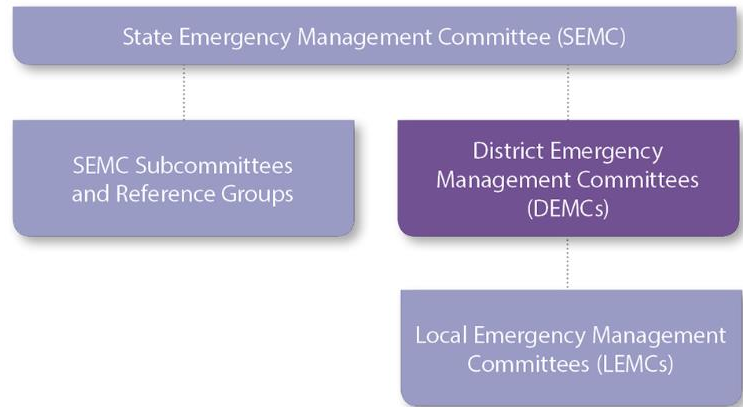 State Emergency Management Committee (SEMC)
SEMC Subcommittees
and Reference Groups
District Emergency
Management Committees
(DEMCs)
Local Emergency Management
Committees (LEMCs)